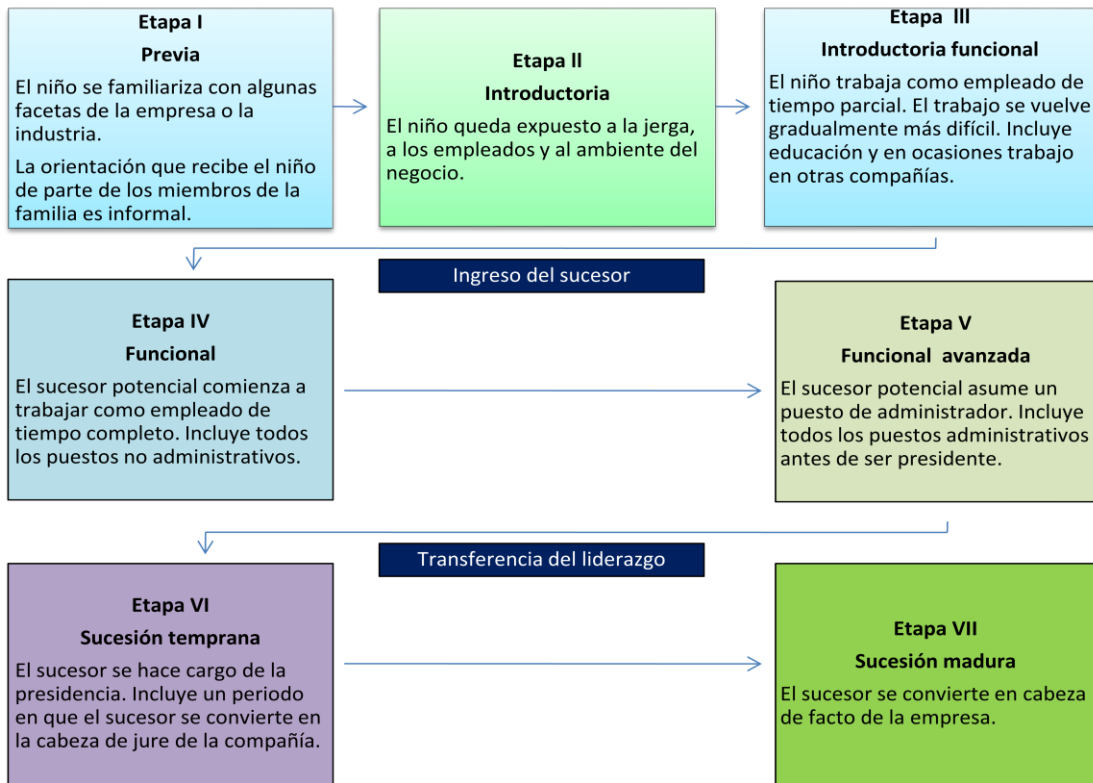 Etapa I
Previa
El niño se familiariza con algunas
facetas de la empresa o la
industria.
La orientación que recibe el niño
de parte de los miembros de la
familia es informal.
Etapa ll
Introductoria
El niño queda expuesto a la jerga,
a los empleados y al ambiente del
negocio.
Etapa lll
Introductoria funcional
El niño trabaja como empleado de
tiempo parcial. El trabajo se vuelve
gradualmente más difícil. Incluye
educación y en ocasiones trabajo
en otras compañías.
Ingreso del sucesor
Etapa IV
Funcional
El sucesor potencial comienza a
trabajar como empleado de
tiempo completo. Incluye todos
los puestos no administrativos.
Etapa V
Funcional avanzada
El sucesor potencial asume un
puesto de administrador. Incluye
todos los puestos administrativos
antes de ser presidente.
Transferencia del liderazgo
Etapa VI
Sucesión temprana
El sucesor se hace cargo de la
presidencia. Incluye un periodo
en que el sucesor se convierte en
la cabeza de jure de la compañía.
Etapa VII
Sucesión madura
El sucesor se convierte en cabeza
de facto de la empresa.